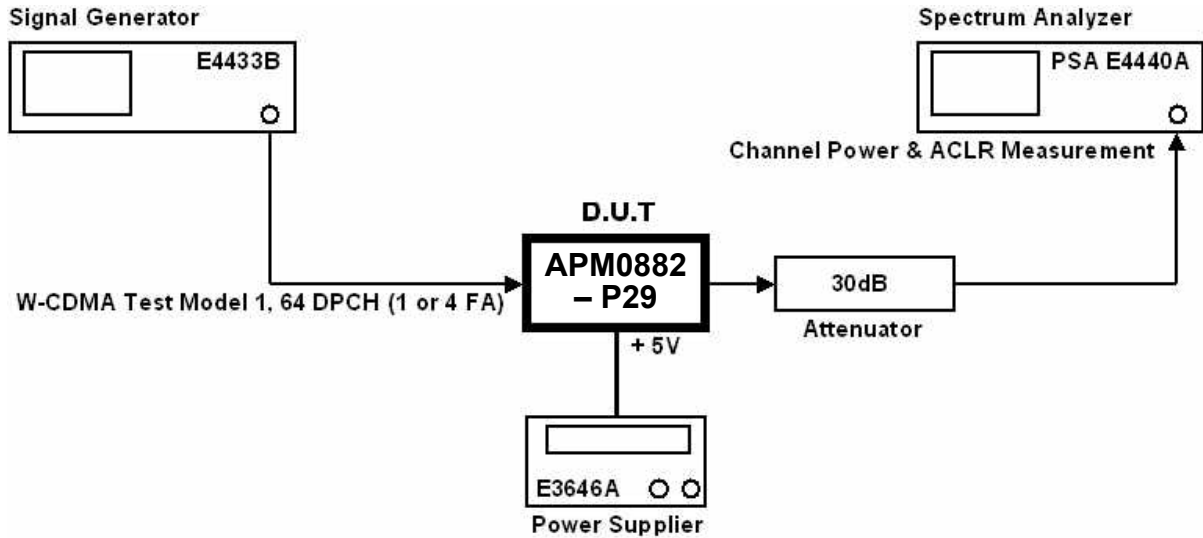 Signal Generator
E4433B
Spectrum Analyzer
PSA E4440A
Channel Power & ACLR Measurement
D.U.T
APM0882
– P29
W-CDMA Test Model 1, 64 DPCH (1 or 4 FA)
30dB
Attenuator
+ 5V
E3646A
Power Supplier